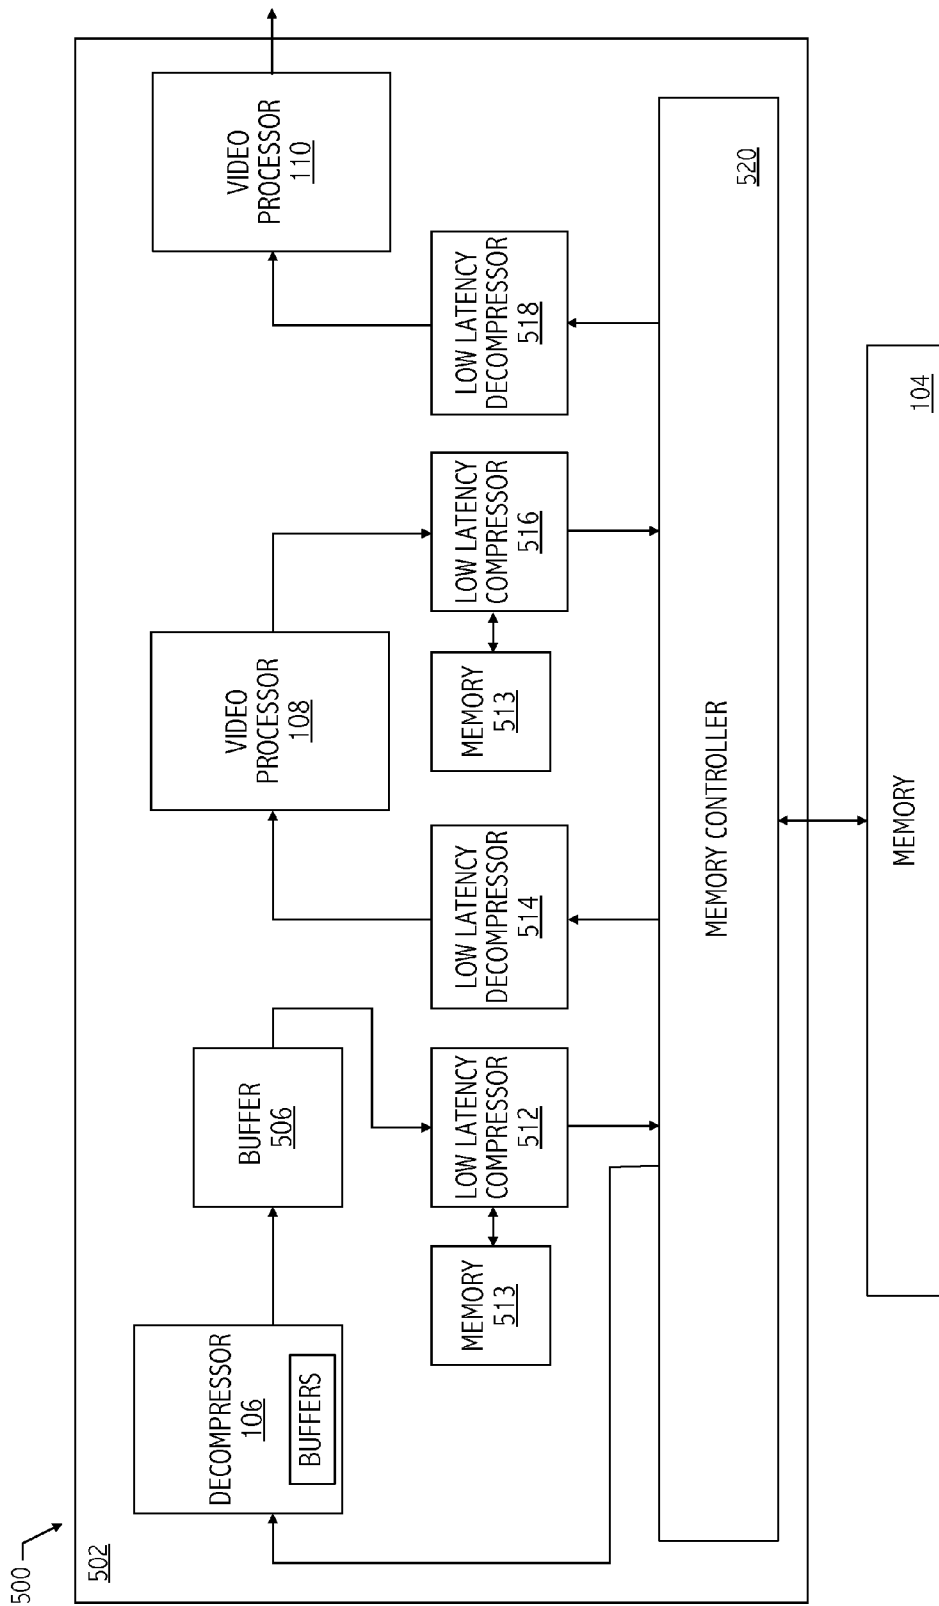 500
502
DECOMPRESSOR
106
BUFFERS
BUFFER
506
VIDEO
PROCESSOR
108
VIDEO
PROCESSOR
110
MEMORY
513
LOW LATENCY
COMPRESSOR
512
LOW LATENCY
DECOMPRESSOR
514
MEMORY
513
LOW LATENCY
COMPRESSOR
516
LOW LATENCY
DECOMPRESSOR
518
MEMORY CONTROLLER
520
MEMORY
104